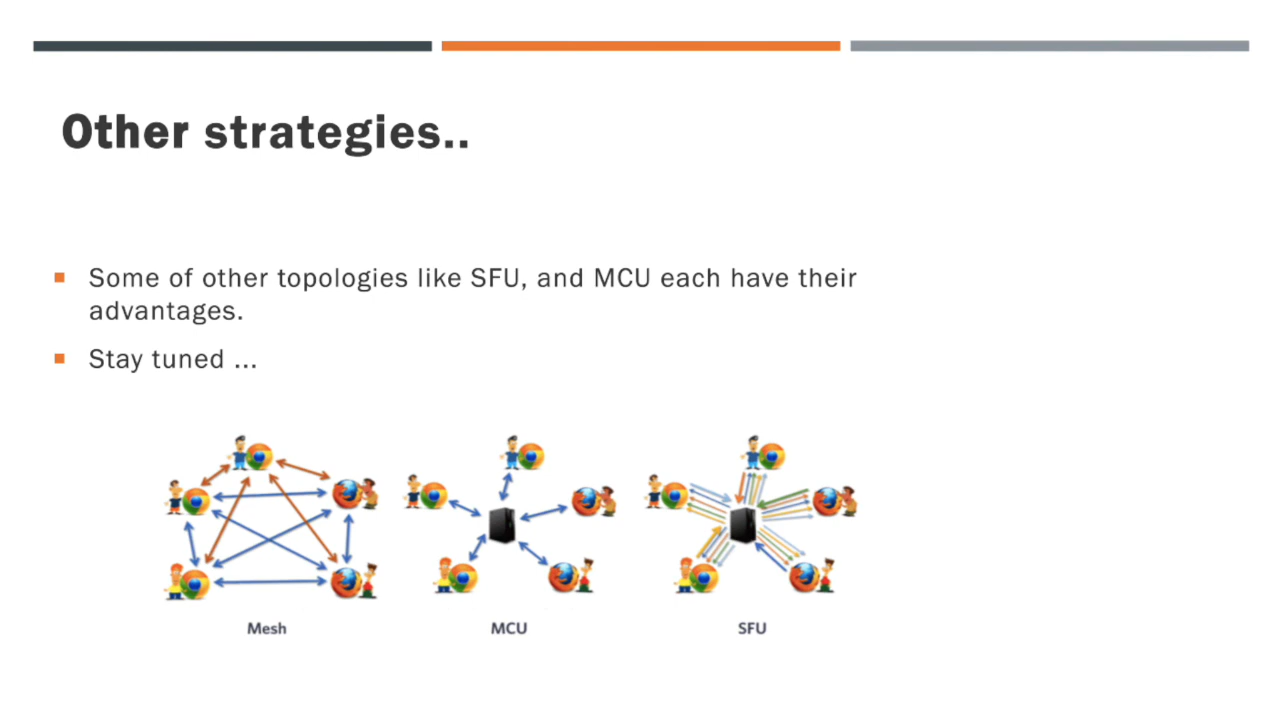 Other strategies..
Some of other topologies like SFU, and MCU each have their
advantages.
Stay tuned ...
Mesh
MCU
SFU